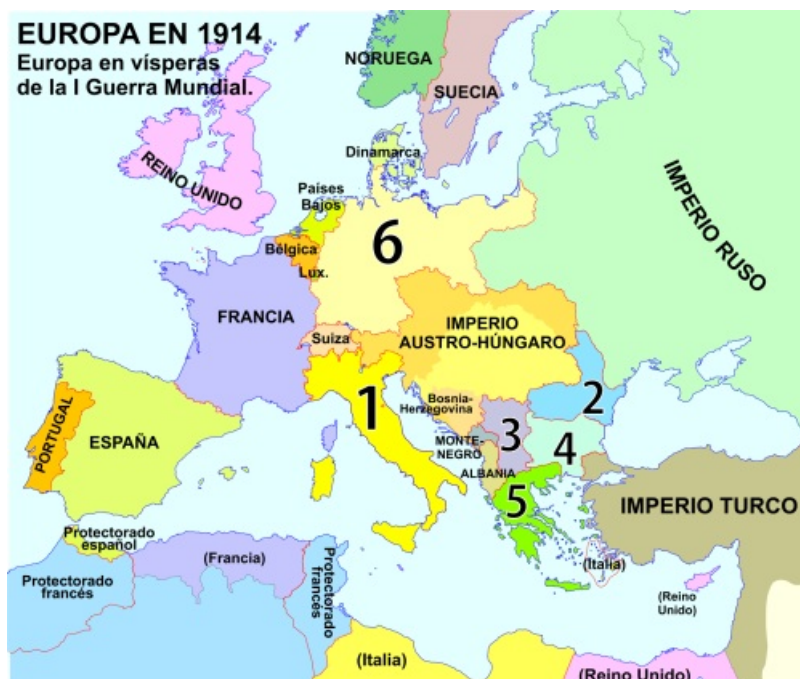 EUROPA EN 1914
Europa en vísperas
de la I Guerra Mundial.
NORUEGA
SUECIA
Dinamarca
REINO UNIDO
IMPERIO RUSO
Países
Bajos
6
Bélgica
Lux.
FRANCIA
IMPERIO
AUSTRO-HÚNGARO
Suiza
1
2
Bosnia-
Herzegovina
3
4
MONTE-
NEGRO
ALBANIA
5
PORTUGAL
ESPAÑA
IMPERIO TURCO
Protectorado
español
(Francia)
Protectorado
francés
Protectorado
francés
(Italia)
(Reino
Unido)
(Italia)
(Reino Unido)